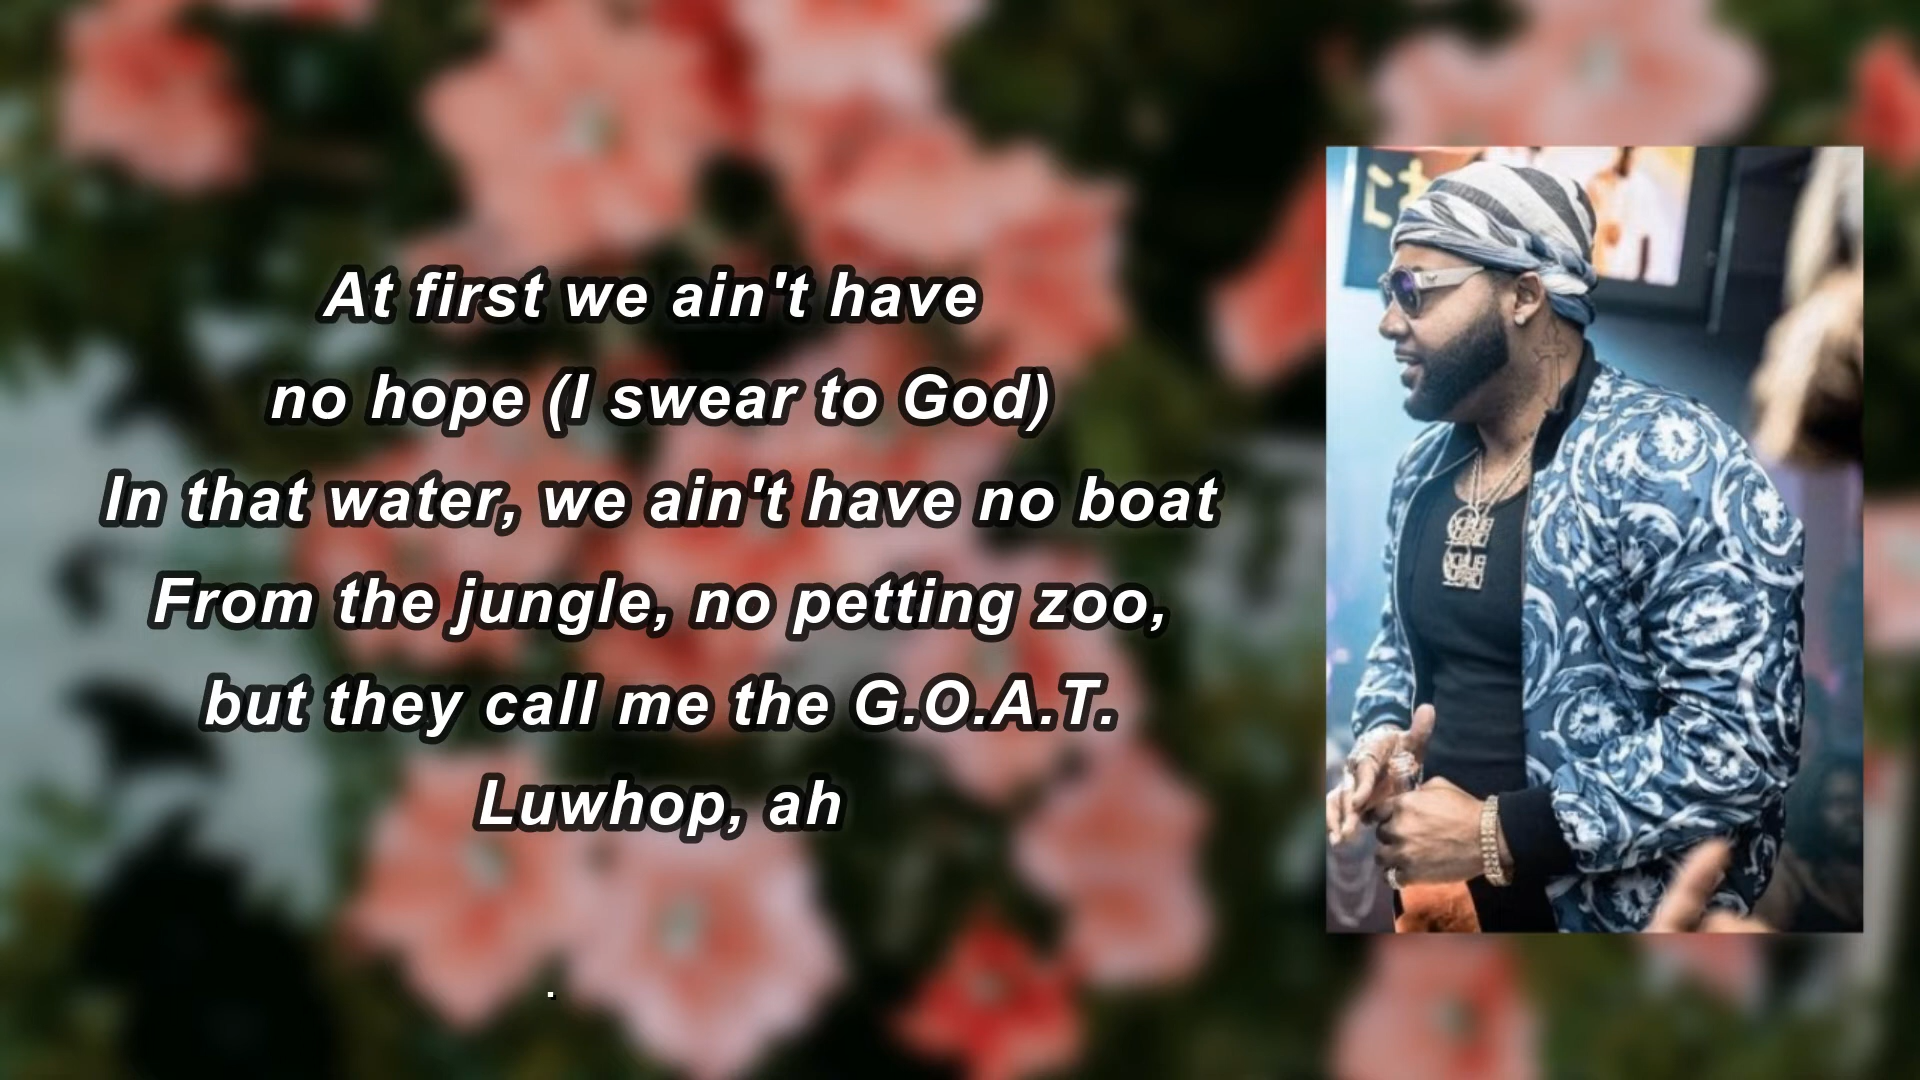 At first we ain't have
no hope (I swear to God)
In that water, we ain't have no boat
From the jungle, no petting zoo,
but they call me the G.O.A.T.
Luwhop, ah
.